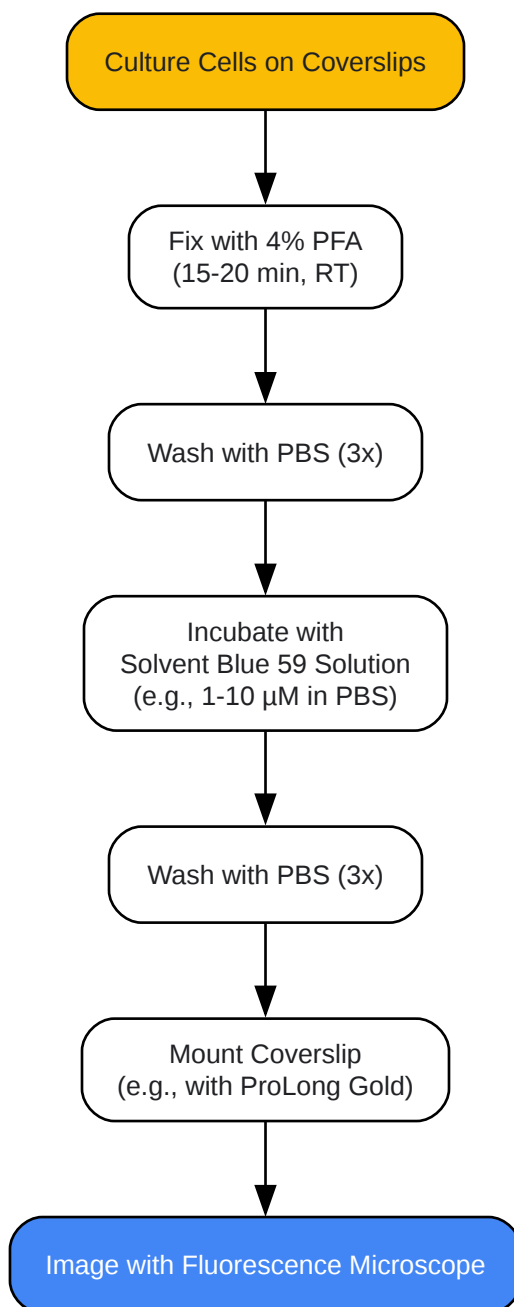 Culture Cells on Coverslips
Fix with 4% PFA
(15-20 min, RT)
Wash with PBS (3x)
Incubate with
Solvent Blue 59 Solution
(e.g., 1-10 µM in PBS)
Wash with PBS (3x)
Mount Coverslip
(e.g., with ProLong Gold)
Image with Fluorescence Microscope